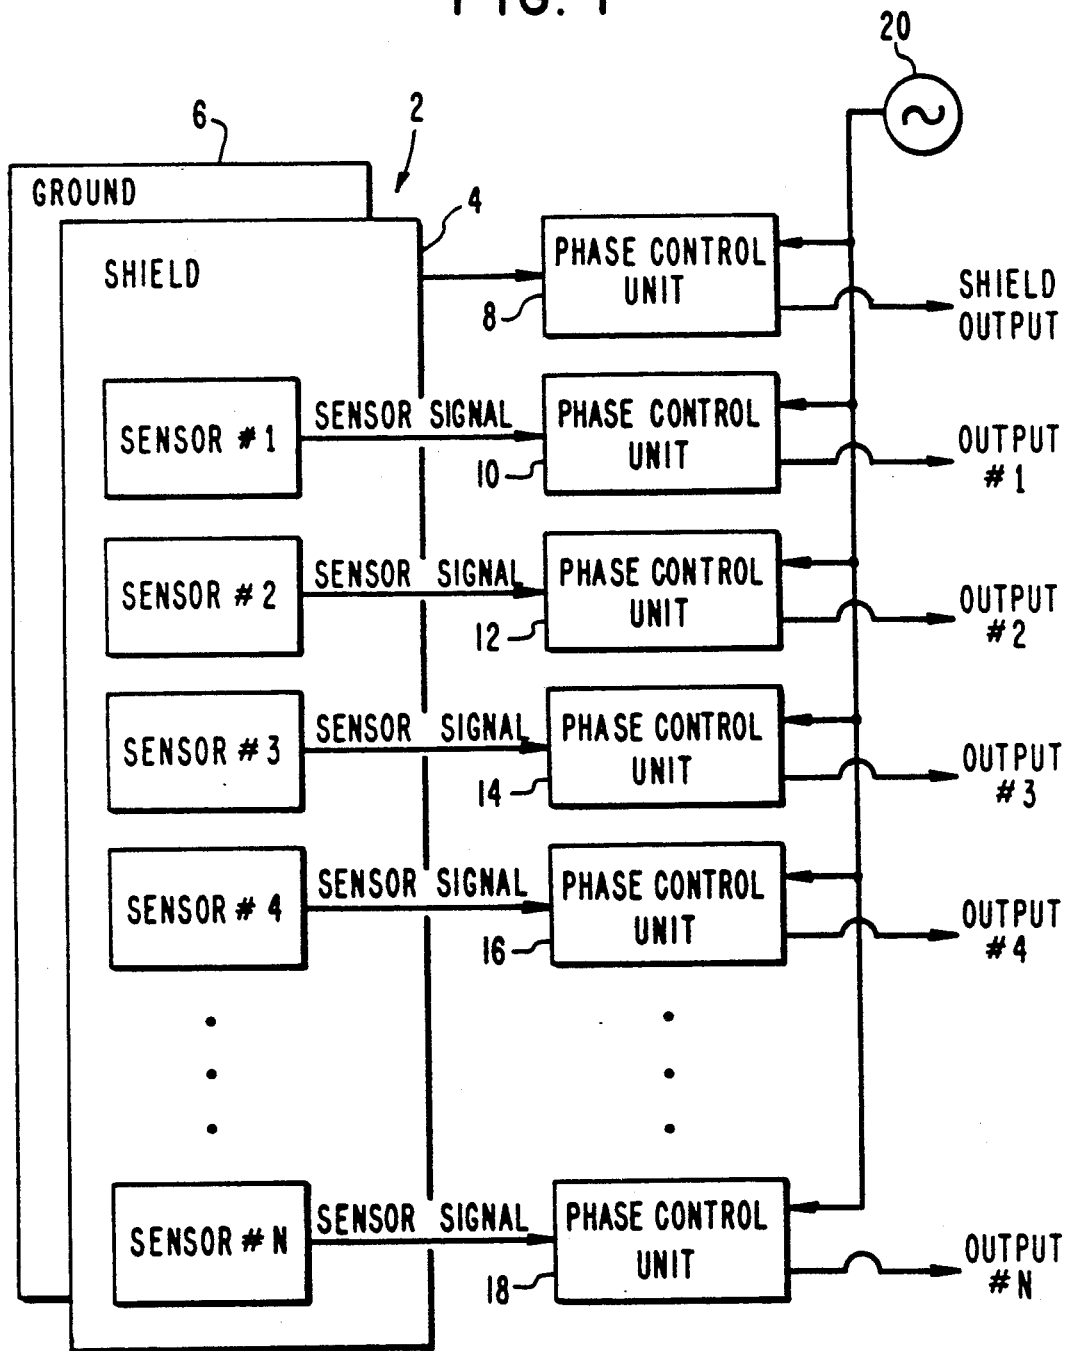 FIG. 1
20
6
2
GROUND
4
SHIELD
PHASE CONTROL
UNIT
8
SHIELD
OUTPUT
SENSOR #1
SENSOR SIGNAL
PHASE CONTROL
UNIT
10
OUTPUT
#1
SENSOR #2
SENSOR SIGNAL
PHASE CONTROL
UNIT
12
OUTPUT
#2
SENSOR #3
SENSOR SIGNAL
PHASE CONTROL
UNIT
14
OUTPUT
#3
SENSOR #4
SENSOR SIGNAL
PHASE CONTROL
UNIT
16
OUTPUT
#4
SENSOR #N
SENSOR SIGNAL
PHASE CONTROL
UNIT
18
OUTPUT
#N